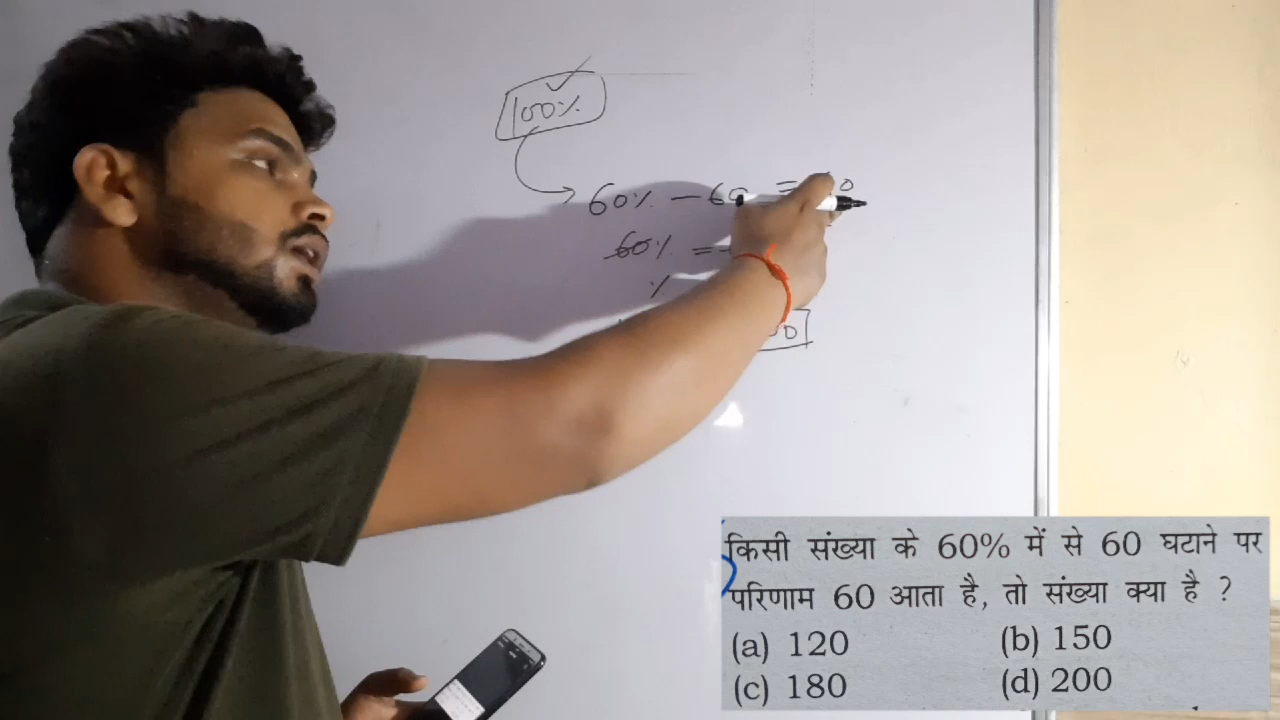 100%
60% - 60 =
60% =
%
किसी संख्या के 60% में से 60 घटाने पर
परिणाम 60 आता है, तो संख्या क्या है ?
(a) 120 (b) 150
(c) 180 (d) 200